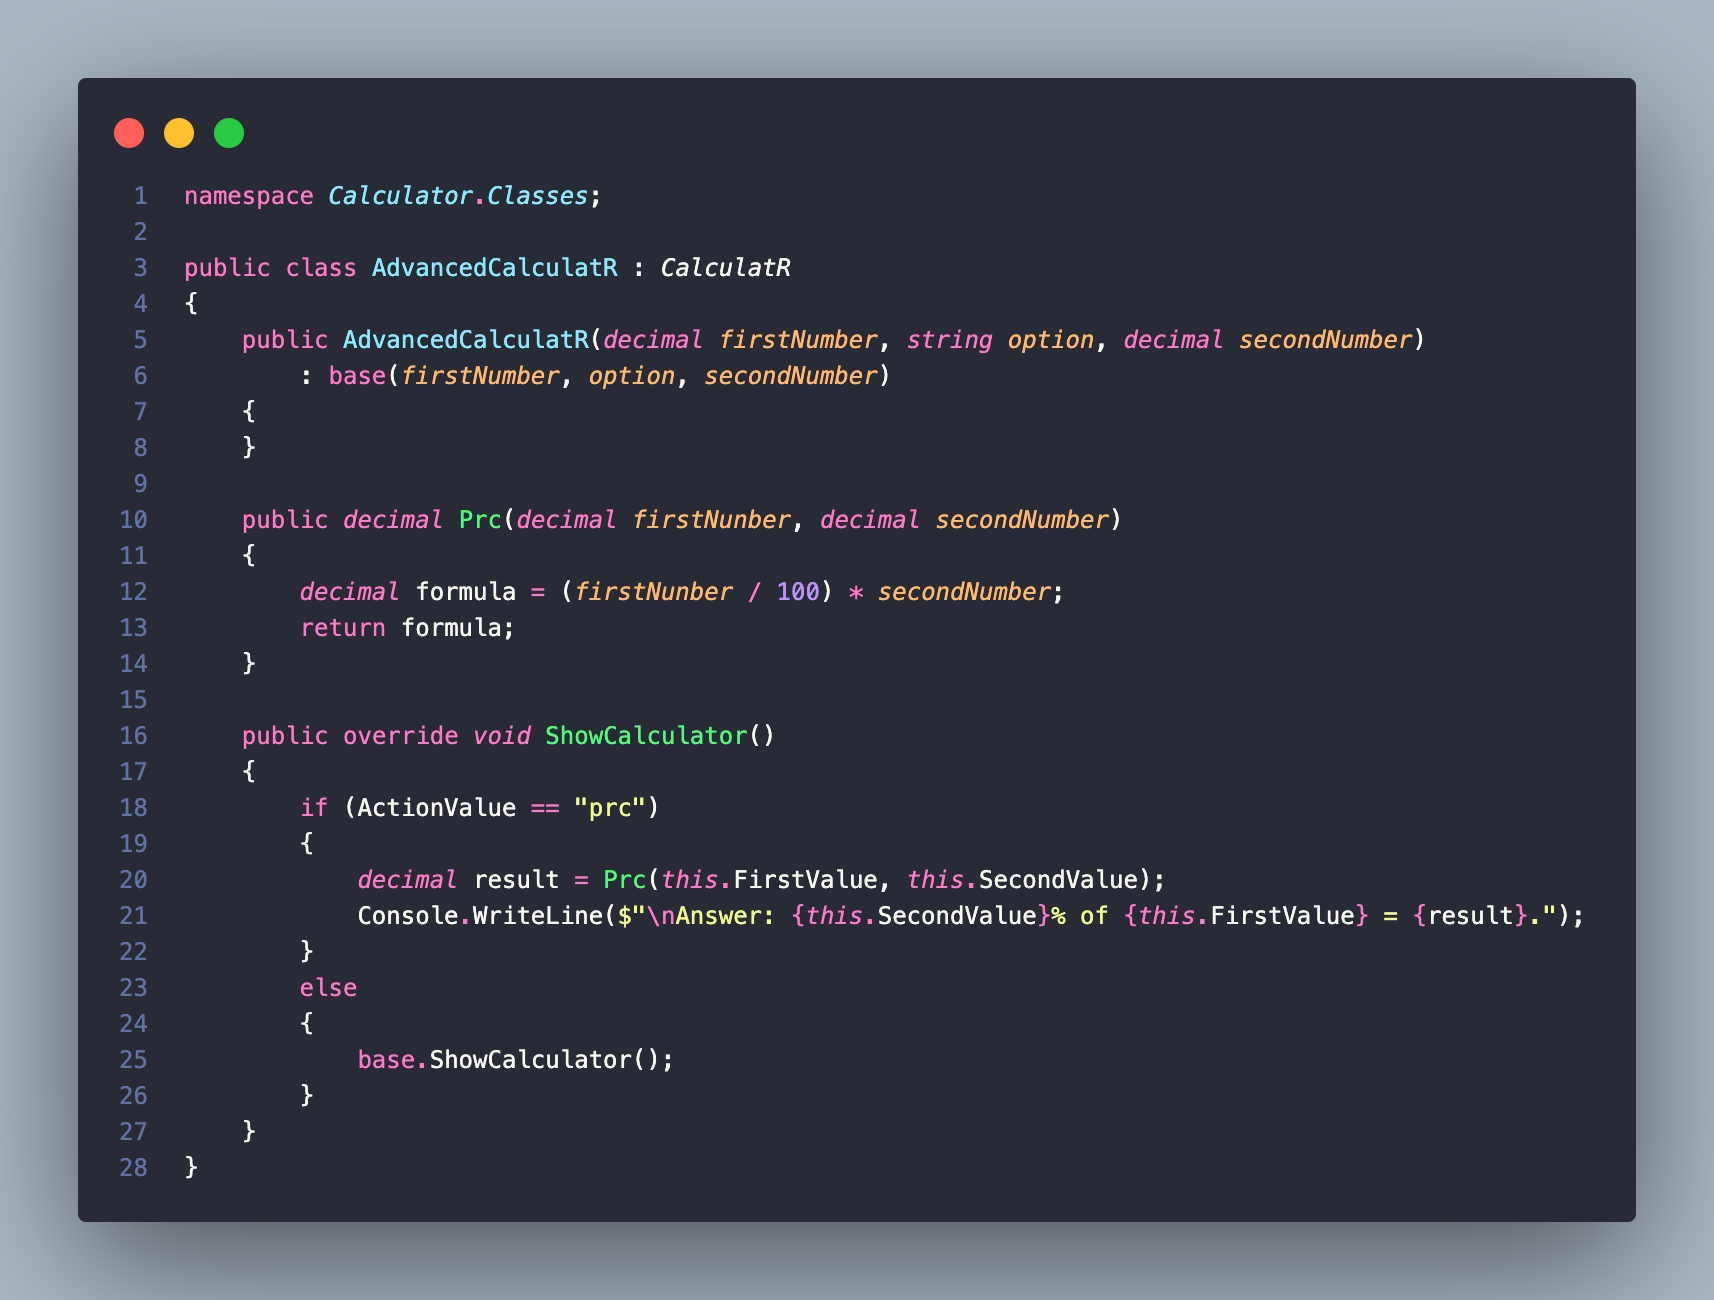 1 namespace Calculator.Classes;
2
3 public class AdvancedCalculatR : CalculatR
4 {
5     public AdvancedCalculatR(decimal firstNumber, string option, decimal secondNumber)
6         : base(firstNumber, option, secondNumber)
7     {
8     }
9
10     public decimal Prc(decimal firstNunber, decimal secondNumber)
11     {
12         decimal formula = (firstNunber / 100) * secondNumber;
13         return formula;
14     }
15
16     public override void ShowCalculator()
17     {
18         if (ActionValue == "prc")
19         {
20             decimal result = Prc(this.FirstValue, this.SecondValue);
21             Console.WriteLine($"\nAnswer: {this.SecondValue}% of {this.FirstValue} = {result}.");
22         }
23         else
24         {
25             base.ShowCalculator();
26         }
27     }
28 }